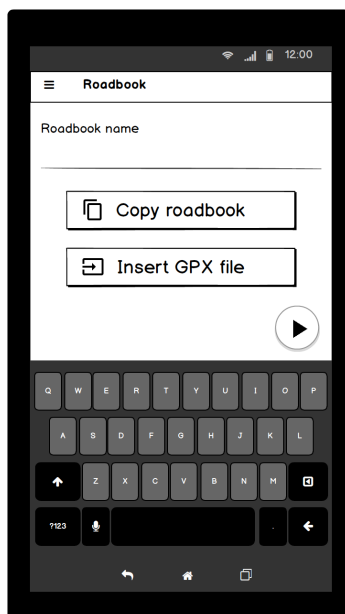 12:00
Roadbook
Roadbook name
Copy roadbook
Insert GPX file
Q W E R T Y U I O P
A S D F G H J K L
Z X C V B N M
?123 .